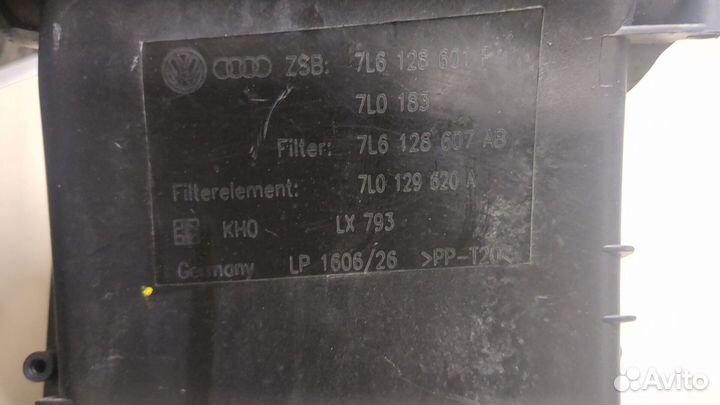 ZSB: 7L6 128 601 F
7L0 183
Filter: 7L6 128 607 AB
Filterelement: 7L0 129 620 A
KHO LX 793
Germany LP 1606/26 >PP-T20<
Avito